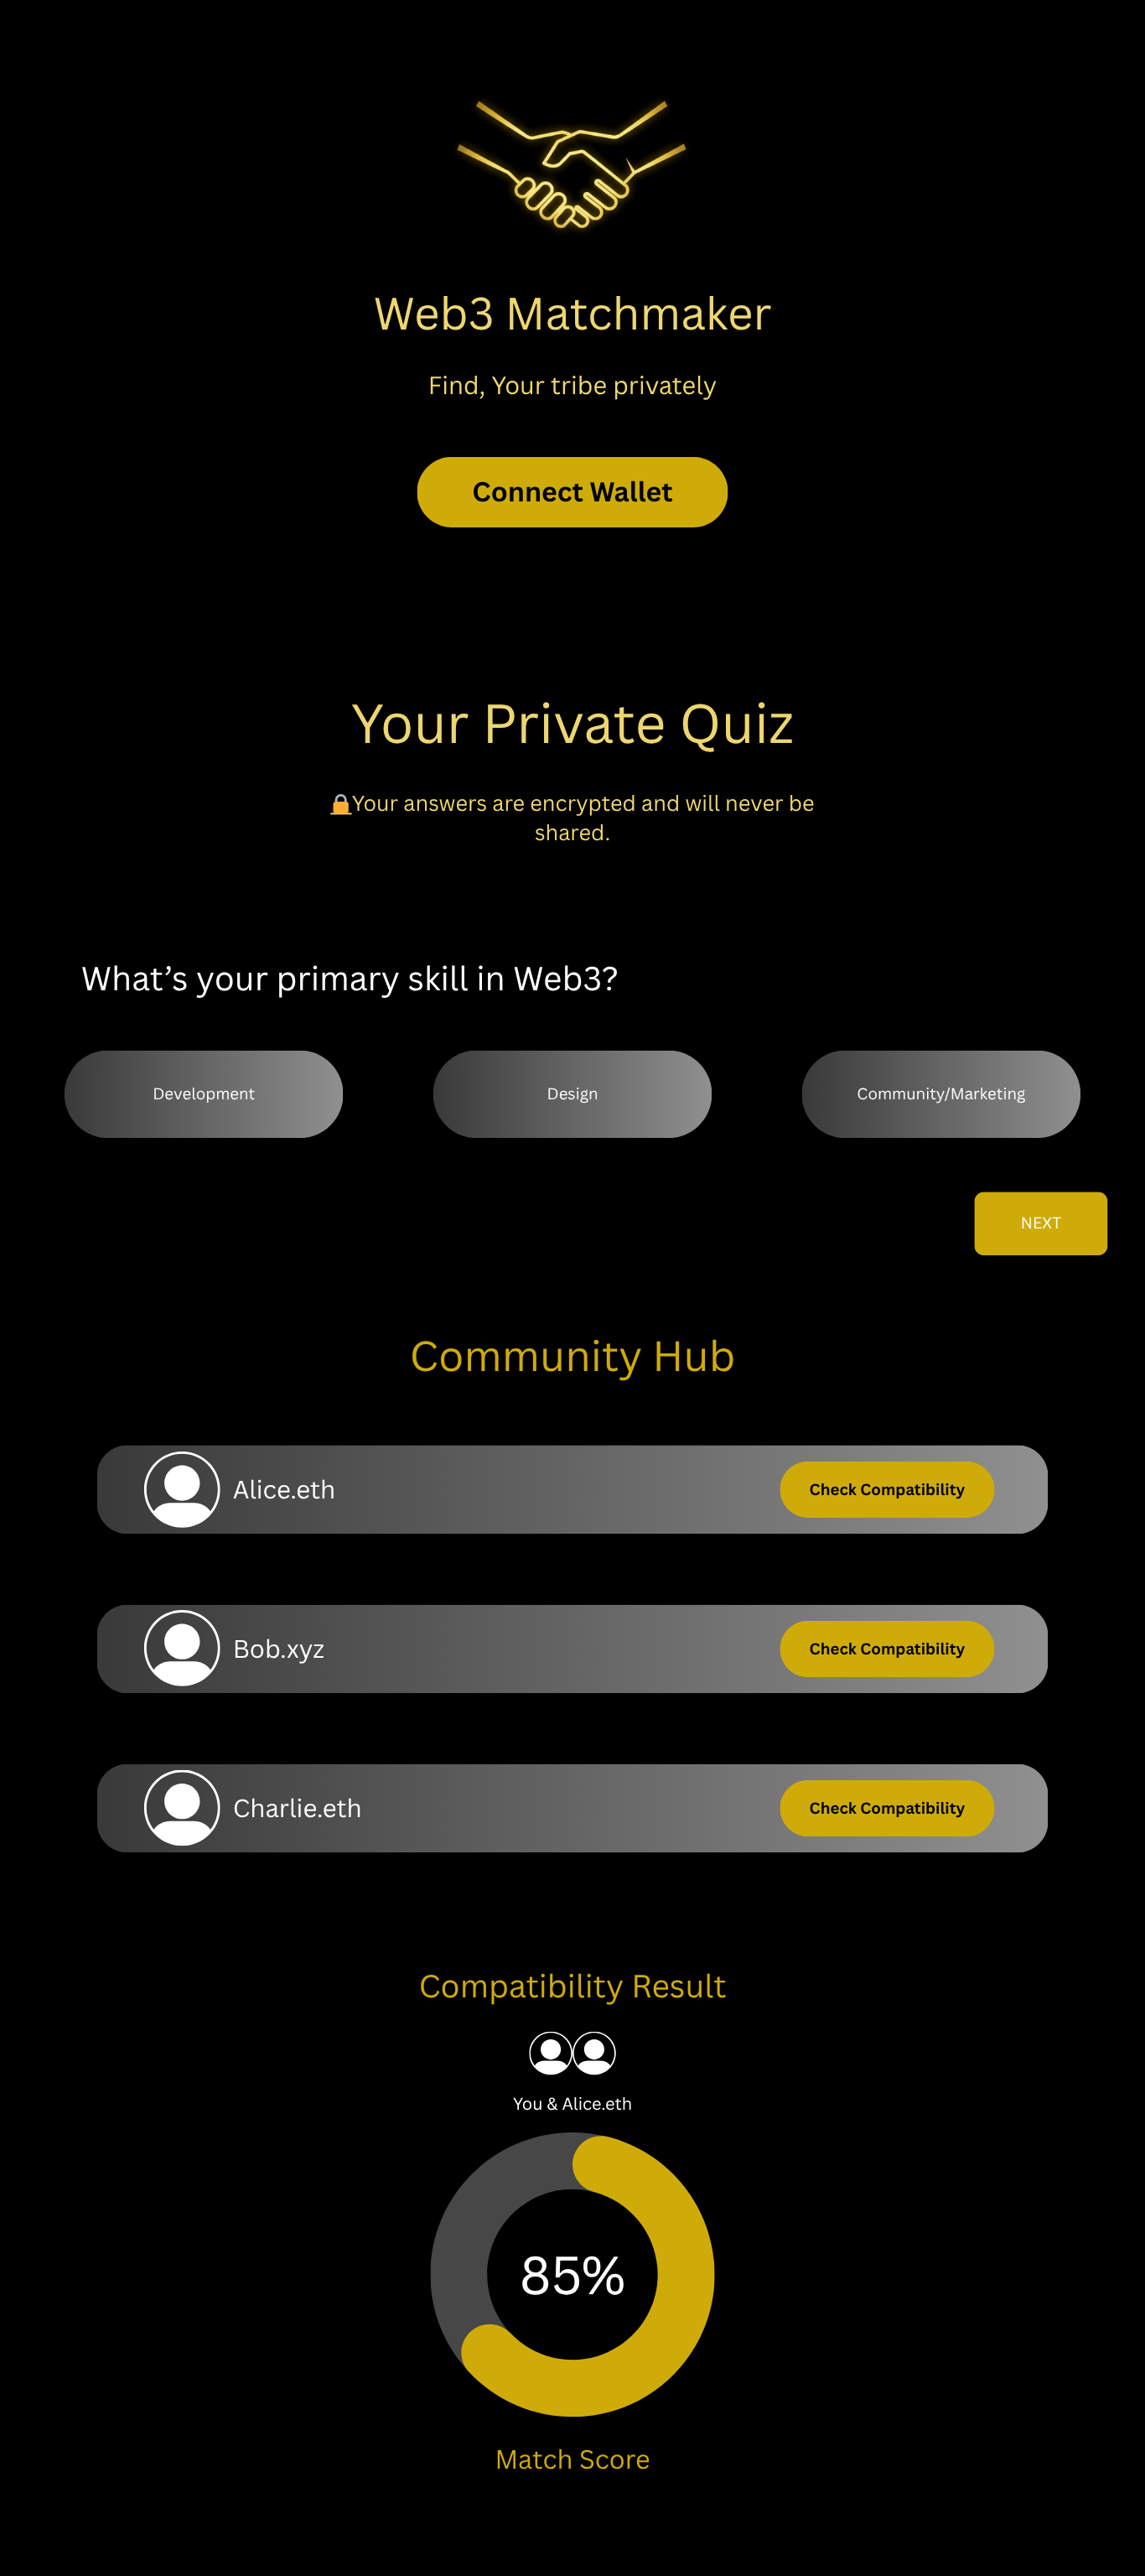 Web3 Matchmaker
Find, Your tribe privately
Connect Wallet
Your Private Quiz
🔒Your answers are encrypted and will never be
shared.
What’s your primary skill in Web3?
Development
Design
Community/Marketing
NEXT
Community Hub
Alice.eth
Check Compatibility
Bob.xyz
Check Compatibility
Charlie.eth
Check Compatibility
Compatibility Result
You & Alice.eth
85%
Match Score